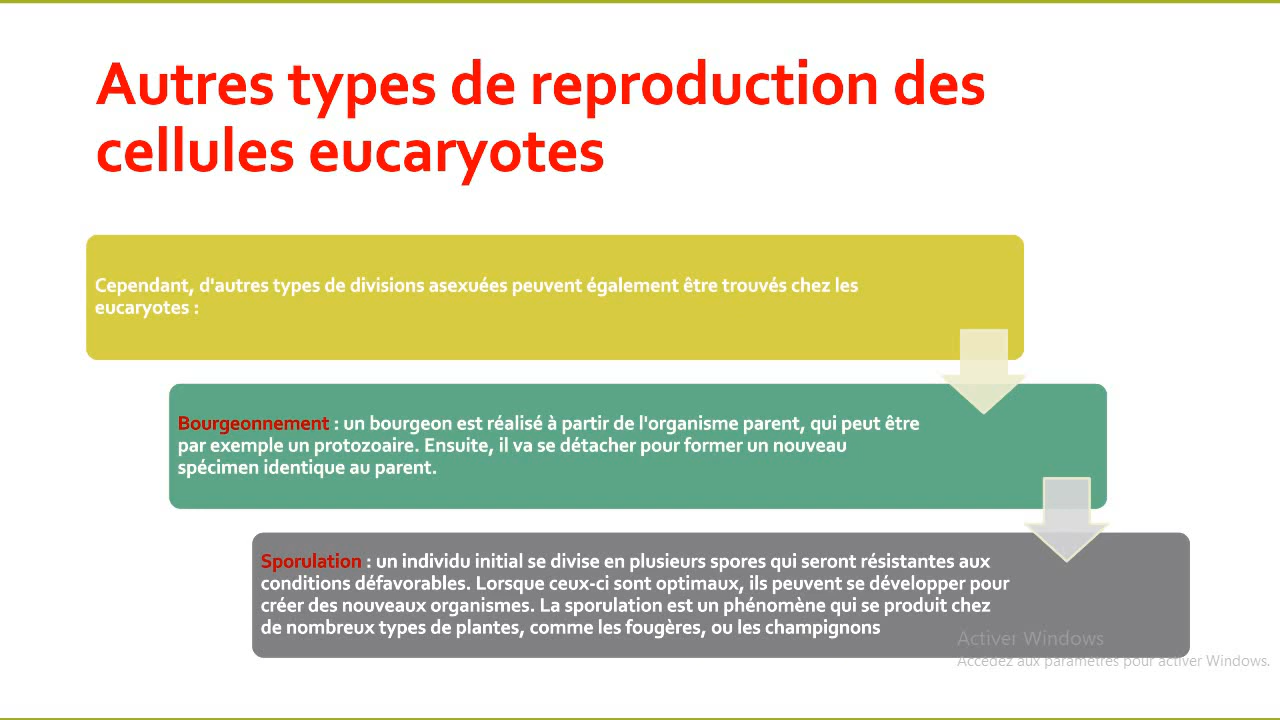 Autres types de reproduction des
cellules eucaryotes
Cependant, d'autres types de divisions asexuées peuvent également être trouvés chez les
eucaryotes :
Bourgeonnement : un bourgeon est réalisé à partir de l'organisme parent, qui peut être
par exemple un protozoaire. Ensuite, il va se détacher pour former un nouveau
spécimen identique au parent.
Sporulation : un individu initial se divise en plusieurs spores qui seront résistantes aux
conditions défavorables. Lorsque ceux-ci sont optimaux, ils peuvent se développer pour
créer des nouveaux organismes. La sporulation est un phénomène qui se produit chez
de nombreux types de plantes, comme les fougères, ou les champignons
Activer Windows
Accédez aux paramètres pour activer Windows.